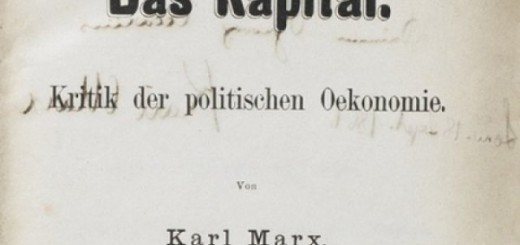 Das Kapital.
Kritik der politischen Oekonomie.
Von
Karl Marx.